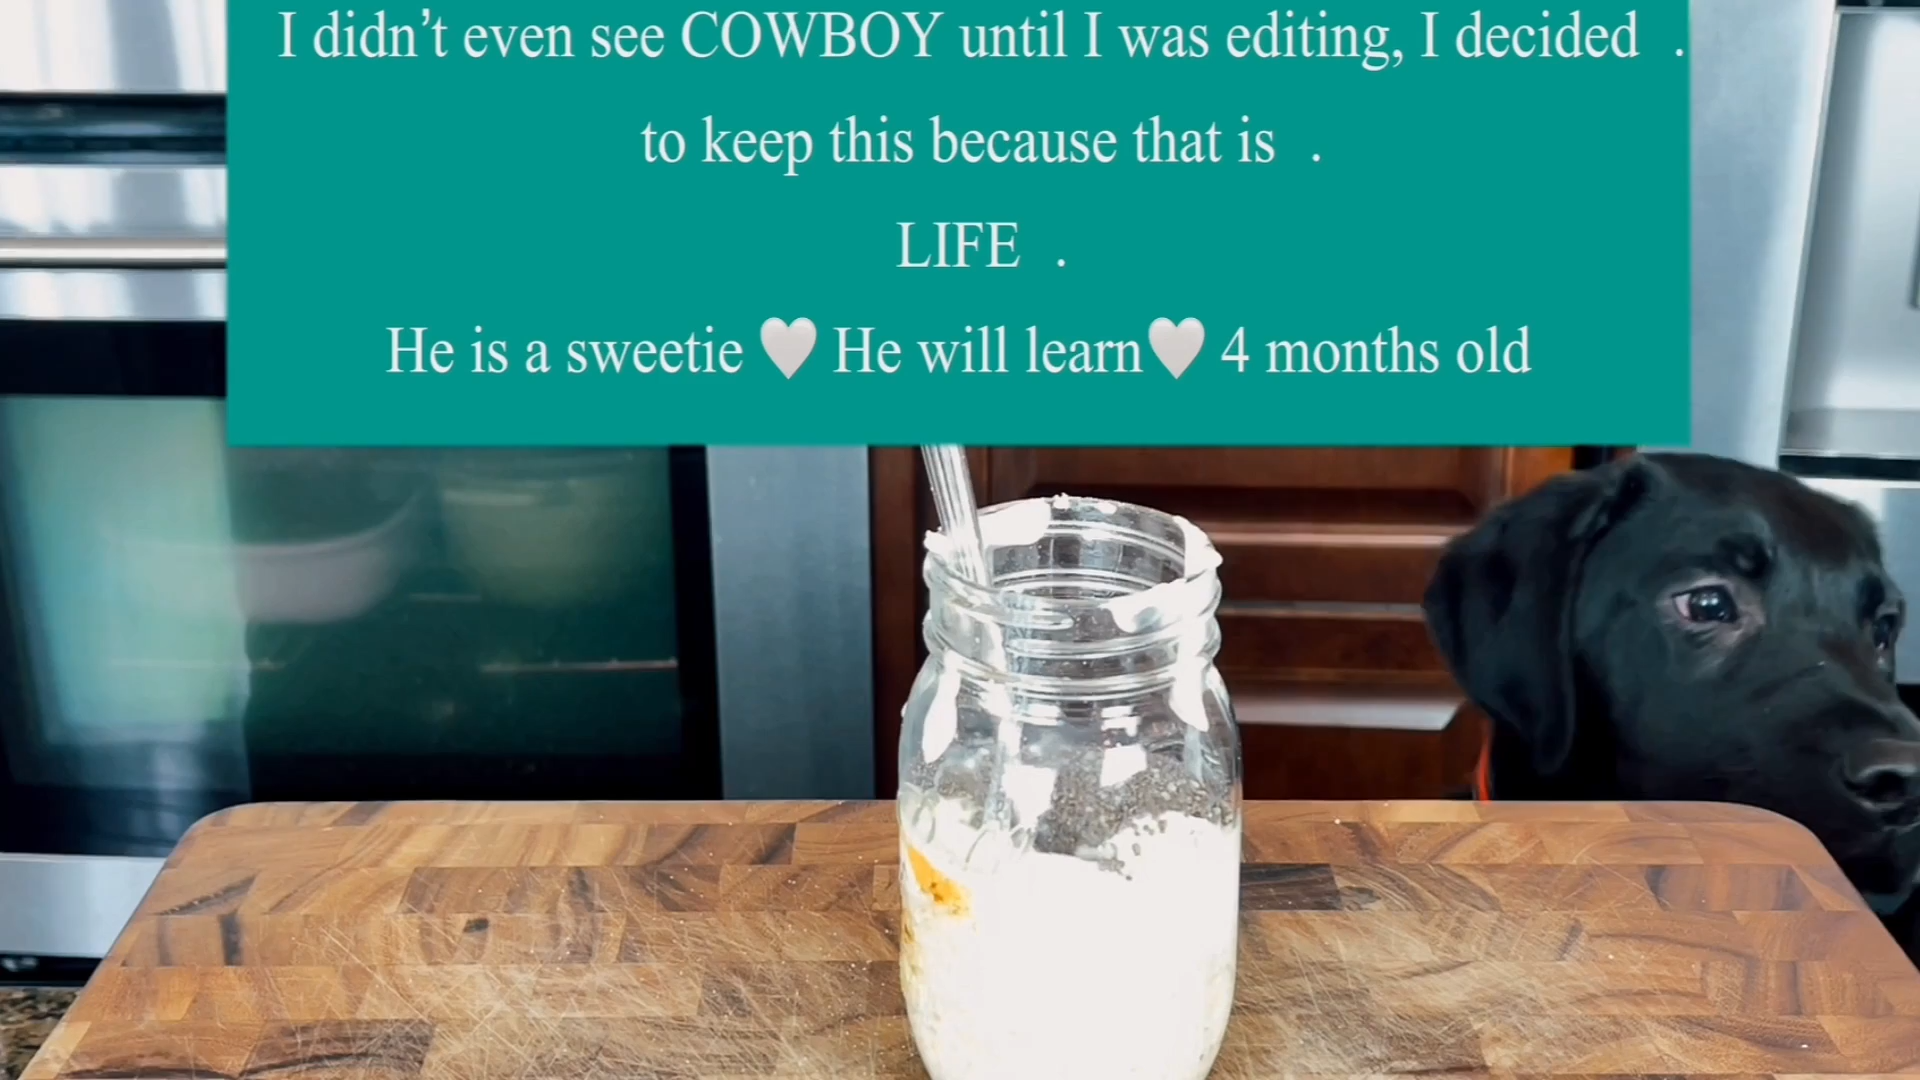 I didn't even see COWBOY until I was editing, I decided .
to keep this because that is .
LIFE .
He is a sweetie 🤍 He will learn🤍 4 months old